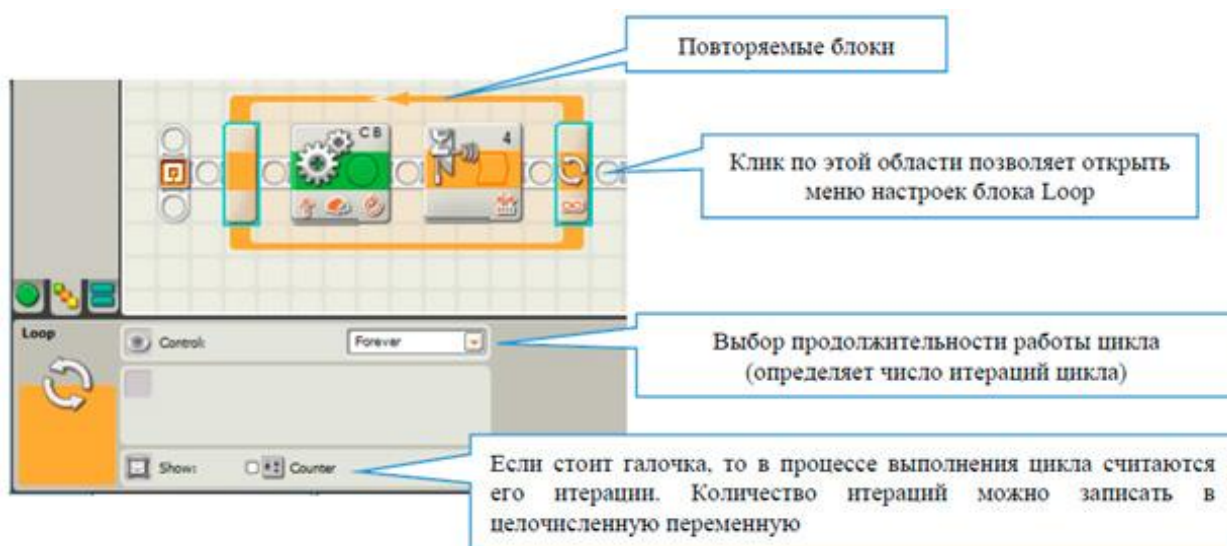 Повторяемые блоки
C B
4
Клик по этой области позволяет открыть
меню настроек блока Loop
Loop
Control:
Forever
Выбор продолжительности работы цикла
(определяет число итераций цикла)
Show:
Counter
Если стоит галочка, то в процессе выполнения цикла считаются
его итерации. Количество итераций можно записать в
целочисленную переменную